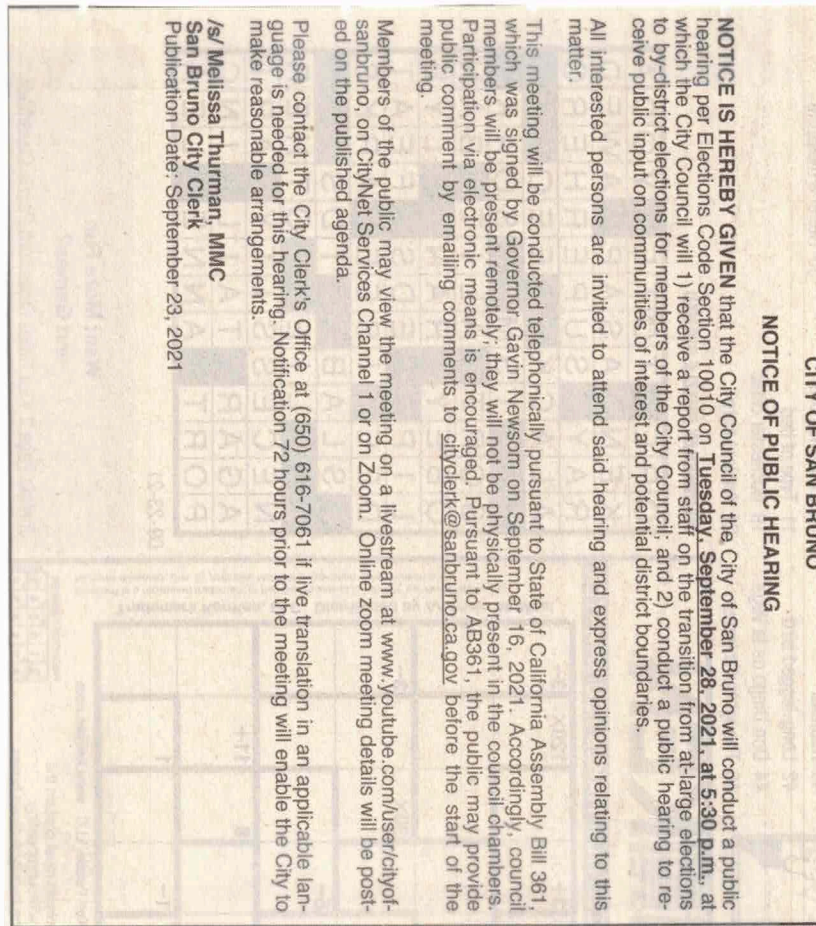 CITY OF SAN BRUNO
NOTICE OF PUBLIC HEARING
NOTICE IS HEREBY GIVEN that the City Council of the City of San Bruno will conduct a public
hearing per Elections Code Section 10010 on Tuesday, September 28, 2021, at 5:30 p.m., at
which the City Council will 1) receive a report from staff on the transition from at-large elections
to by-district elections for members of the City Council; and 2) conduct a public hearing to re-
ceive public input on communities of interest and potential district boundaries.
All interested persons are invited to attend said hearing and express opinions relating to this
matter.
This meeting will be conducted telephonically pursuant to State of California Assembly Bill 361,
which was signed by Governor Gavin Newsom on September 16, 2021. Accordingly, council
members will be present remotely; they will not be physically present in the council chambers.
Participation via electronic means is encouraged. Pursuant to AB361, the public may provide
public comment by emailing comments to cityclerk@sanbruno.ca.gov before the start of the
meeting.
Members of the public may view the meeting on a livestream at www.youtube.com/user/cityof-
sanbruno, on CityNet Services Channel 1 or on Zoom. Online zoom meeting details will be post-
ed on the published agenda.
Please contact the City Clerk's Office at (650) 616-7061 if live translation in an applicable lan-
guage is needed for this hearing. Notification 72 hours prior to the meeting will enable the City to
make reasonable arrangements.
/s/ Melissa Thurman, MMC
San Bruno City Clerk
Publication Date: September 23, 2021